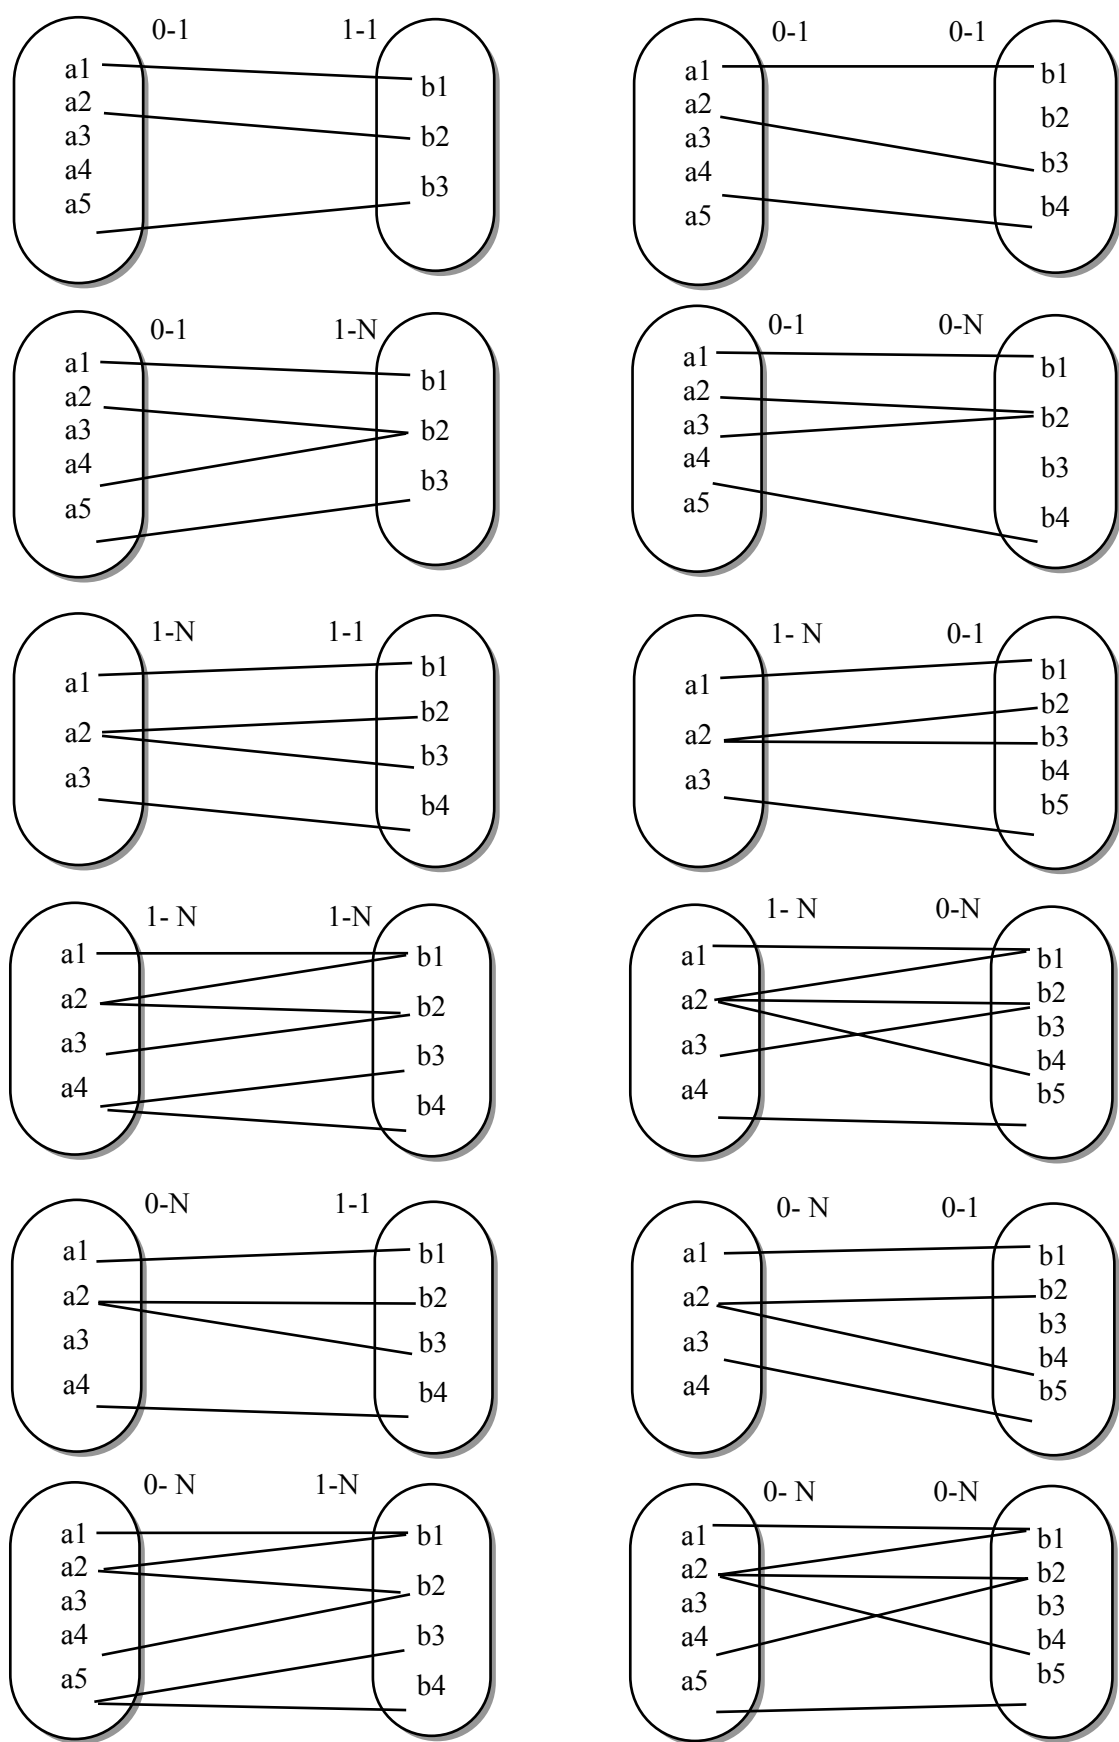 0-1 1-1
a1
a2
a3
a4
a5
b1
b2
b3
0-1 0-1
a1
a2
a3
a4
a5
b1
b2
b3
b4
0-1 1-N
a1
a2
a3
a4
a5
b1
b2
b3
0-1 0-N
a1
a2
a3
a4
a5
b1
b2
b3
b4
1-N 1-1
a1
a2
a3
b1
b2
b3
b4
1- N 0-1
a1
a2
a3
b1
b2
b3
b4
b5
1- N 1-N
a1
a2
a3
a4
b1
b2
b3
b4
1- N 0-N
a1
a2
a3
a4
b1
b2
b3
b4
b5
0-N 1-1
a1
a2
a3
a4
b1
b2
b3
b4
0- N 0-1
a1
a2
a3
a4
b1
b2
b3
b4
b5
0- N 1-N
a1
a2
a3
a4
a5
b1
b2
b3
b4
0- N 0-N
a1
a2
a3
a4
a5
b1
b2
b3
b4
b5